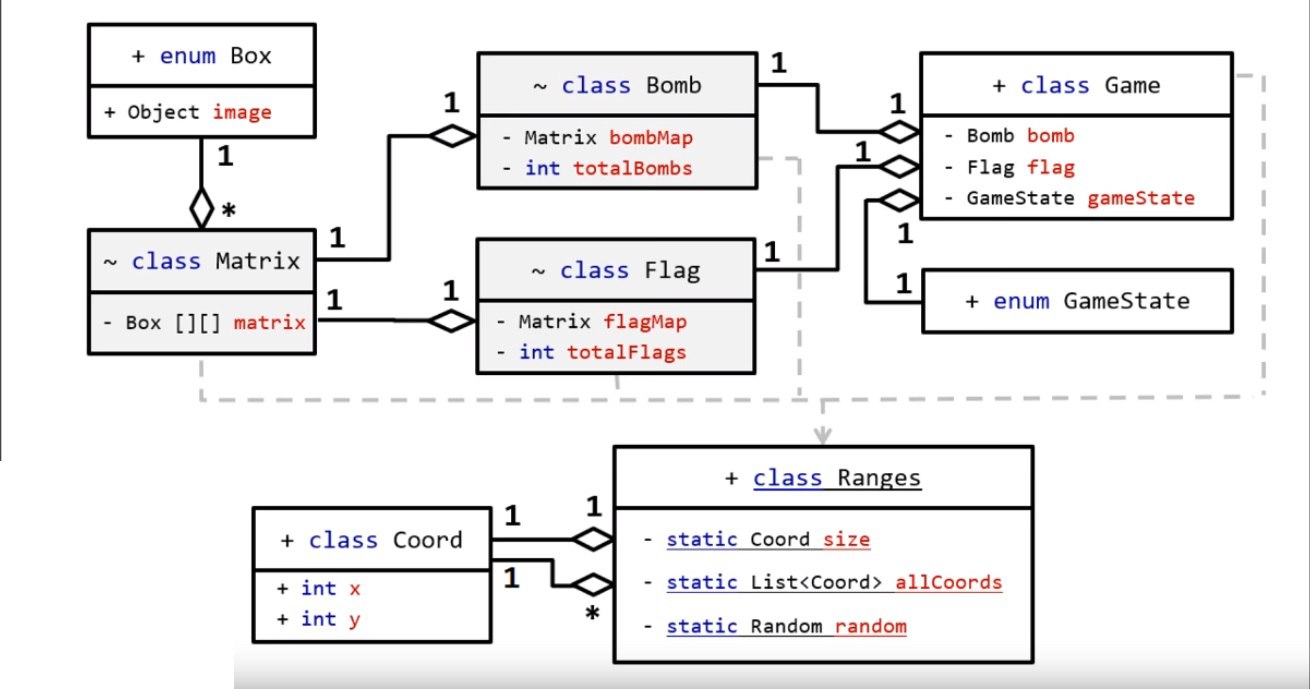 + enum Box
+ Object image
1
*
~ class Matrix
- Box [][] matrix
1
1
1
1
~ class Bomb
- Matrix bombMap
- int totalBombs
1
~ class Flag
- Matrix flagMap
- int totalFlags
1
1
1
1
1
+ class Game
- Bomb bomb
- Flag flag
- GameState gameState
+ enum GameState
+ class Coord
+ int x
+ int y
1
1
1
*
+ class Ranges
- static Coord size
- static List<Coord> allCoords
- static Random random